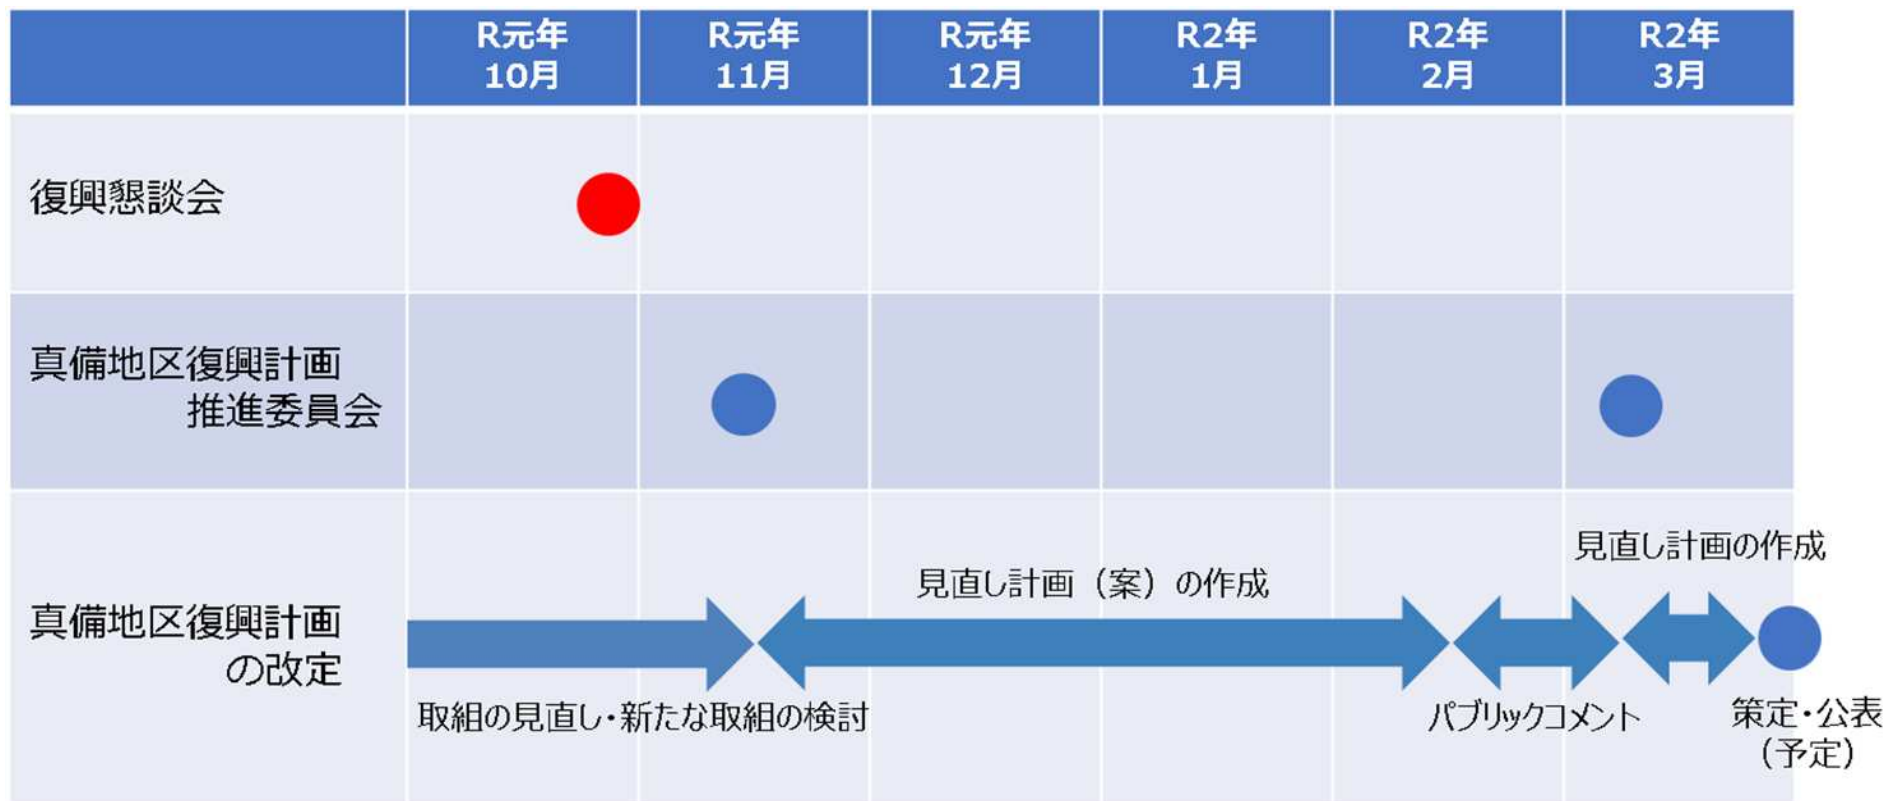 R元年
10月
R元年
11月
R元年
12月
R2年
1月
R2年
2月
R2年
3月
復興懇談会
真備地区復興計画
推進委員会
真備地区復興計画
の改定
取組の見直し・新たな取組の検討
見直し計画（案）の作成
パブリックコメント
見直し計画の作成
策定・公表
(予定)